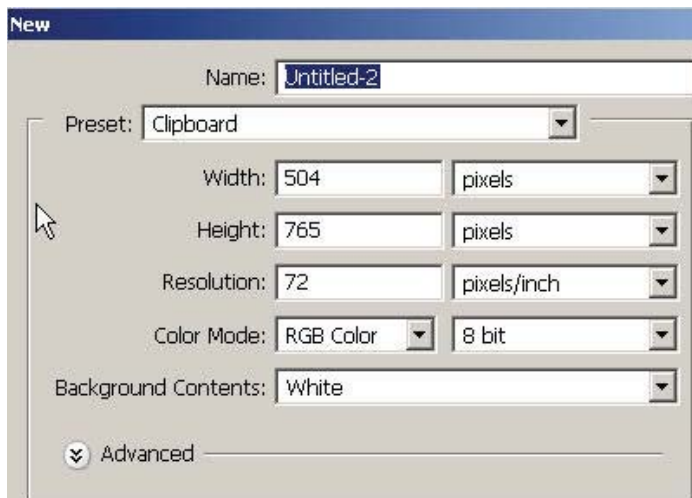 New
Name: Untitled-2
Preset: Clipboard
Width: 504 pixels
Height: 765 pixels
Resolution: 72 pixels/inch
Color Mode: RGB Color 8 bit
Background Contents: White
Advanced